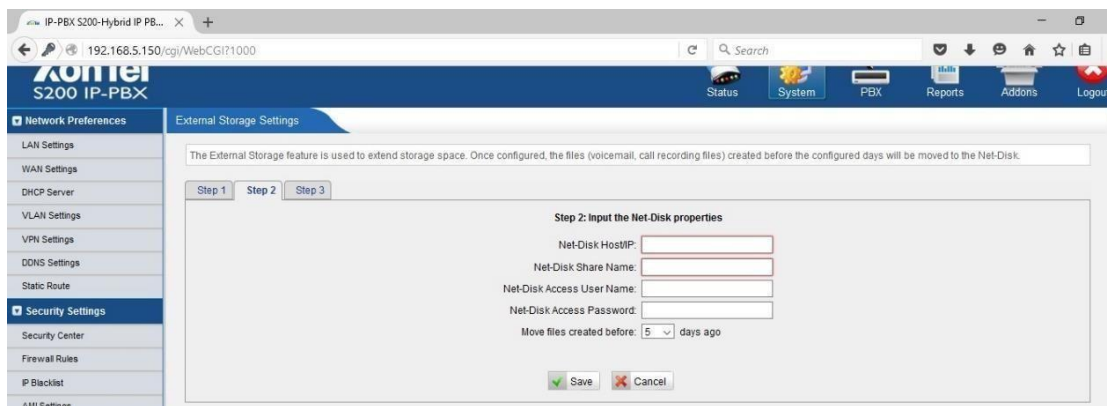 IP-PBX S200-Hybrid IP PB...
192.168.5.150/cgi/WebCGI?1000
Search
S200 IP-PBX
Status System PBX Reports Addons Logou
Network Preferences
External Storage Settings
LAN Settings
WAN Settings
DHCP Server
VLAN Settings
VPN Settings
DDNS Settings
Static Route
Security Settings
Security Center
Firewall Rules
IP Blacklist
The External Storage feature is used to extend storage space. Once configured, the files (voicemail, call recording files) created before the configured days will be moved to the Net-Disk.
Step 1 Step 2 Step 3
Step 2: Input the Net-Disk properties
Net-Disk Host/IP:
Net-Disk Share Name:
Net-Disk Access User Name:
Net-Disk Access Password:
Move files created before: 5 days ago
Save Cancel